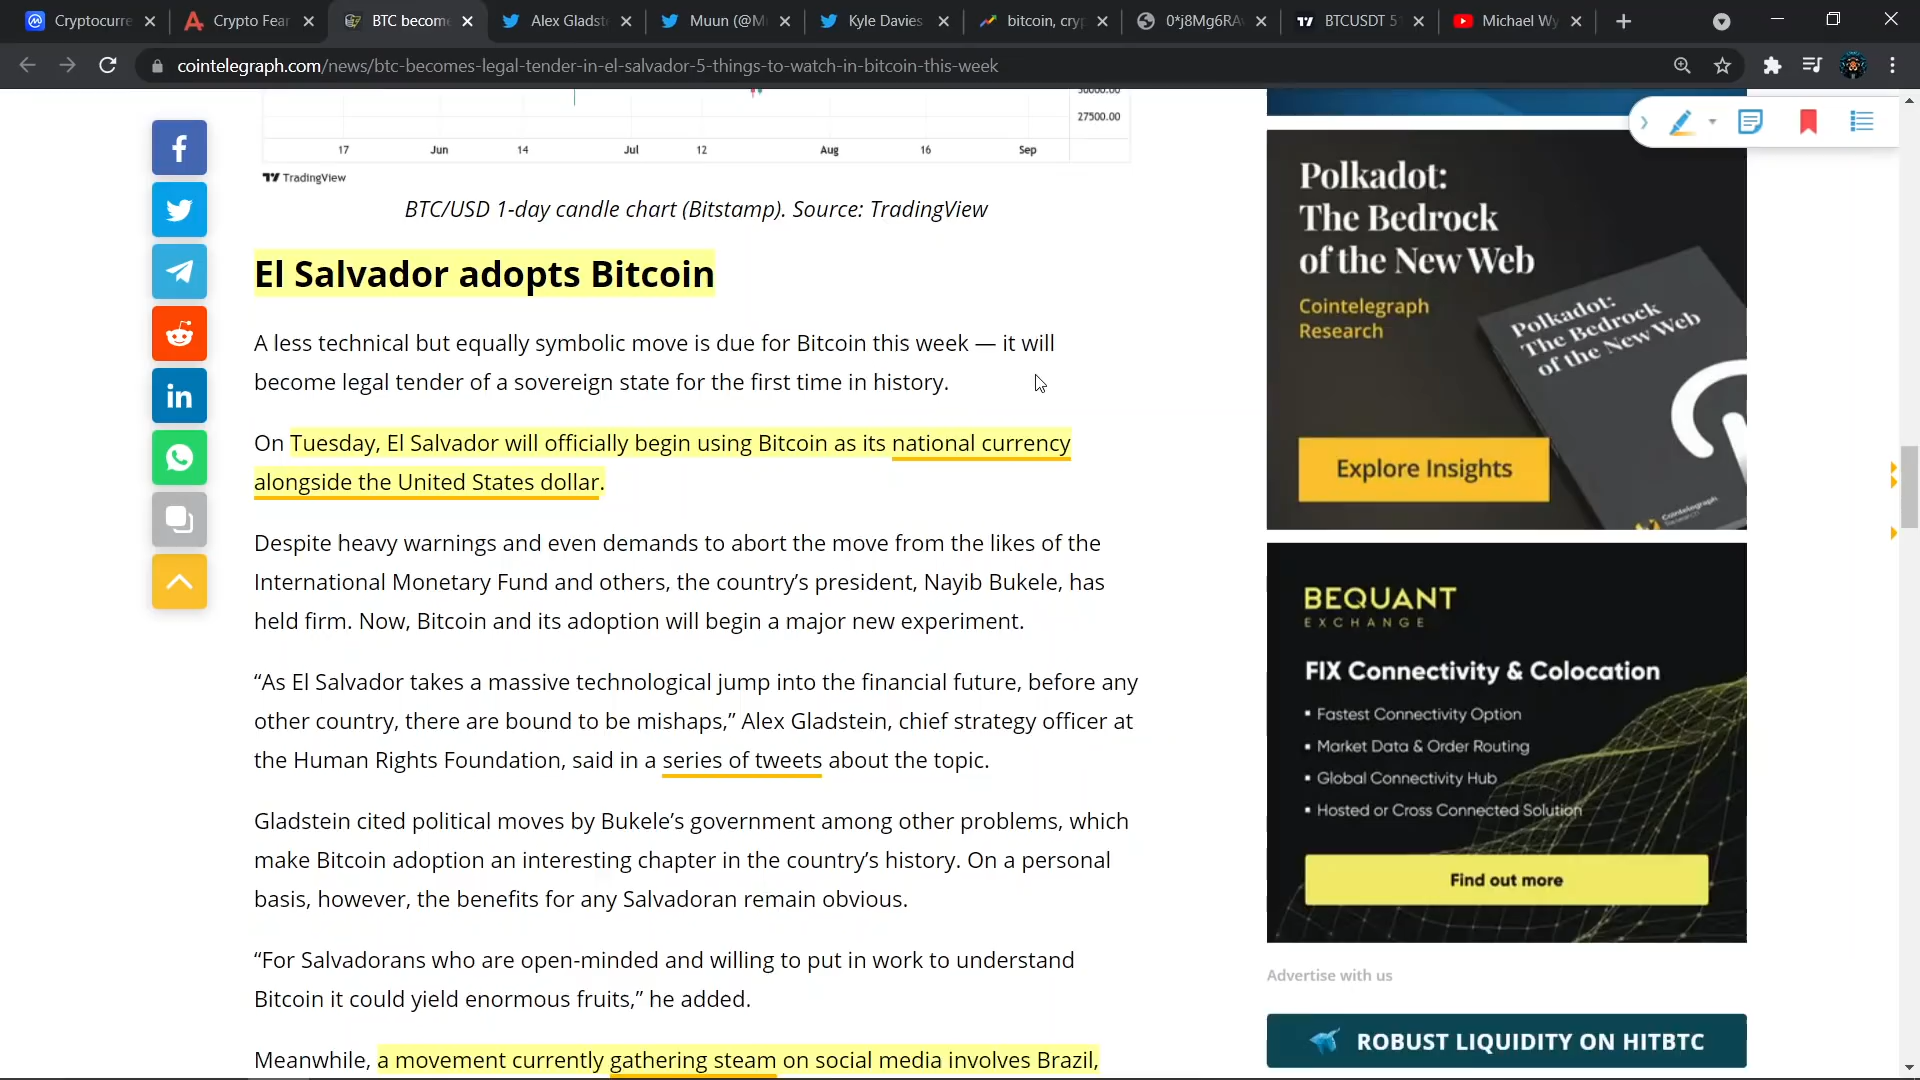 Cryptocurre
Crypto Fear
BTC becom
Alex Gladst
Muun (@M
Kyle Davies
bitcoin, cryp
0*j8Mg6RA
BTCUSDT 5
Michael Wy
cointelegraph.com/news/btc-becomes-legal-tender-in-el-salvador-5-things-to-watch-in-bitcoin-this-week
30000.00
27500.00
17 Jun 14 Jul 12 Aug 16 Sep
TradingView
BTC/USD 1-day candle chart (Bitstamp). Source: TradingView
El Salvador adopts Bitcoin
A less technical but equally symbolic move is due for Bitcoin this week — it will
become legal tender of a sovereign state for the first time in history.
On Tuesday, El Salvador will officially begin using Bitcoin as its national currency
alongside the United States dollar.
Despite heavy warnings and even demands to abort the move from the likes of the
International Monetary Fund and others, the country’s president, Nayib Bukele, has
held firm. Now, Bitcoin and its adoption will begin a major new experiment.
“As El Salvador takes a massive technological jump into the financial future, before any
other country, there are bound to be mishaps,” Alex Gladstein, chief strategy officer at
the Human Rights Foundation, said in a series of tweets about the topic.
Gladstein cited political moves by Bukele’s government among other problems, which
make Bitcoin adoption an interesting chapter in the country’s history. On a personal
basis, however, the benefits for any Salvadoran remain obvious.
“For Salvadorans who are open-minded and willing to put in work to understand
Bitcoin it could yield enormous fruits,” he added.
Meanwhile, a movement currently gathering steam on social media involves Brazil,
Polkadot:
The Bedrock
of the New Web
Cointelegraph
Research
Explore Insights
Polkadot:
The Bedrock
of the New Web
Cointelegraph
BEQUANT
EXCHANGE
FIX Connectivity & Colocation
▪ Fastest Connectivity Option
▪ Market Data & Order Routing
▪ Global Connectivity Hub
▪ Hosted or Cross Connected Solution
Find out more
Advertise with us
ROBUST LIQUIDITY ON HITBTC